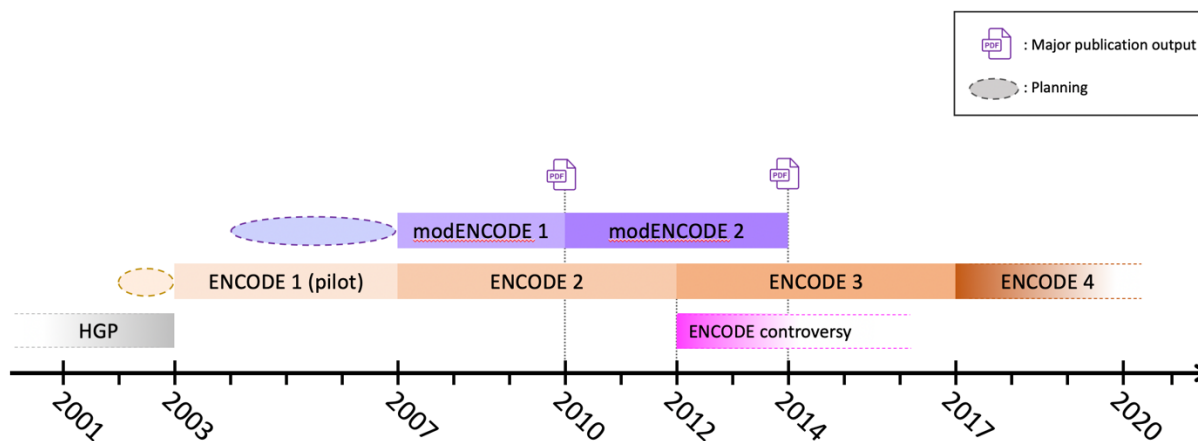 PDF : Major publication output
: Planning
PDF PDF
modENCODE 1 modENCODE 2
ENCODE 1 (pilot) ENCODE 2 ENCODE 3 ENCODE 4
HGP ENCODE controversy
2001 2003 2007 2010 2012 2014 2017 2020